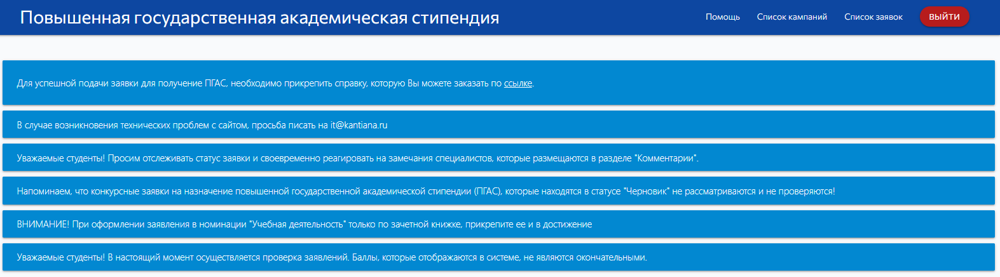 Повышенная государственная академическая стипендия
Помощь Список кампаний Список заявок ВЫЙТИ
Для успешной подачи заявки для получение ПГАС, необходимо прикрепить справку, которую Вы можете заказать по ссылке.
В случае возникновения технических проблем с сайтом, просьба писать на it@kantiana.ru
Уважаемые студенты! Просим отслеживать статус заявки и своевременно реагировать на замечания специалистов, которые размещаются в разделе "Комментарии".
Напоминаем, что конкурсные заявки на назначение повышенной государственной академической стипендии (ПГАС), которые находятся в статусе "Черновик" не рассматриваются и не проверяются!
ВНИМАНИЕ! При оформлении заявления в номинации "Учебная деятельность" только по зачетной книжке, прикрепите ее и в достижение
Уважаемые студенты! В настоящий момент осуществляется проверка заявлений. Баллы, которые отображаются в системе, не являются окончательными.